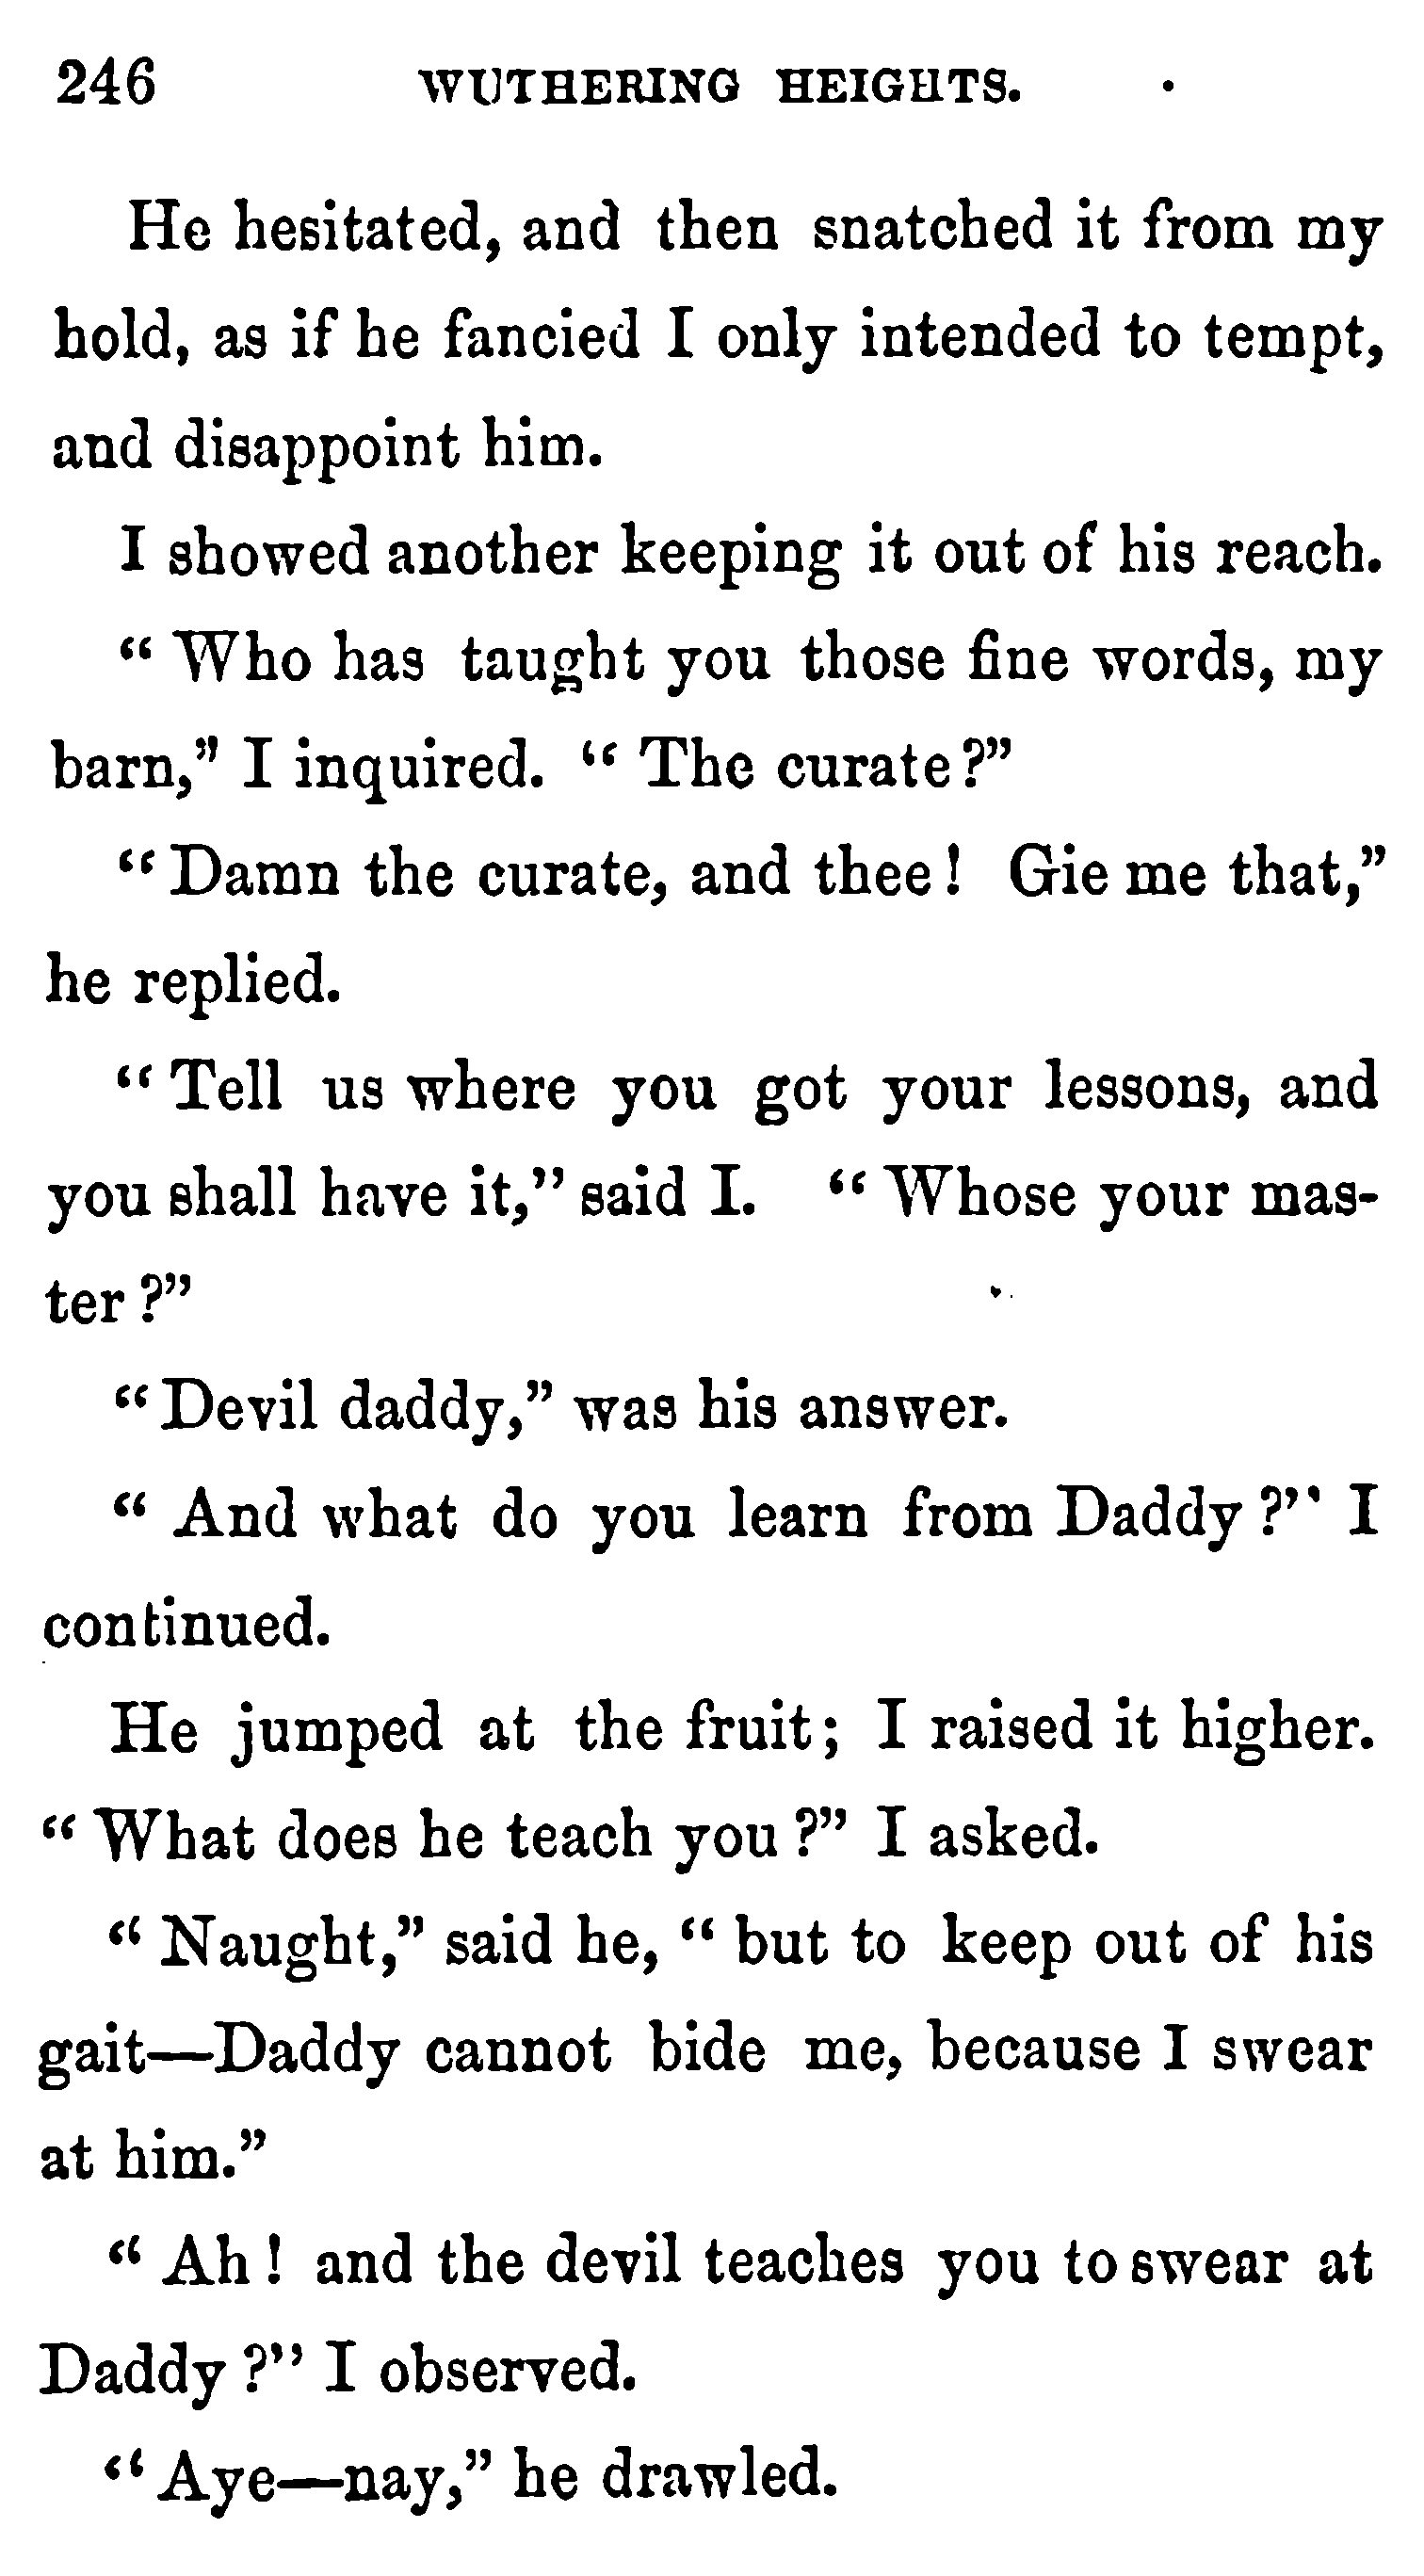 246 WUTHERING HEIGHTS.
He hesitated, and then snatched it from my
hold, as if he fancied I only intended to tempt,
and disappoint him.
I showed another keeping it out of his reach.
“ Who has taught you those fine words, my
barn,” I inquired. “ The curate?”
“ Damn the curate, and thee! Gie me that,”
he replied.
“ Tell us where you got your lessons, and
you shall have it,” said I. “ Whose your mas-
ter?”
“ Devil daddy,” was his answer.
“ And what do you learn from Daddy?” I
continued.
He jumped at the fruit; I raised it higher.
“ What does he teach you?” I asked.
“ Naught,” said he, “ but to keep out of his
gait—Daddy cannot bide me, because I swear
at him.”
“ Ah! and the devil teaches you to swear at
Daddy?” I observed.
“ Aye—nay,” he drawled.